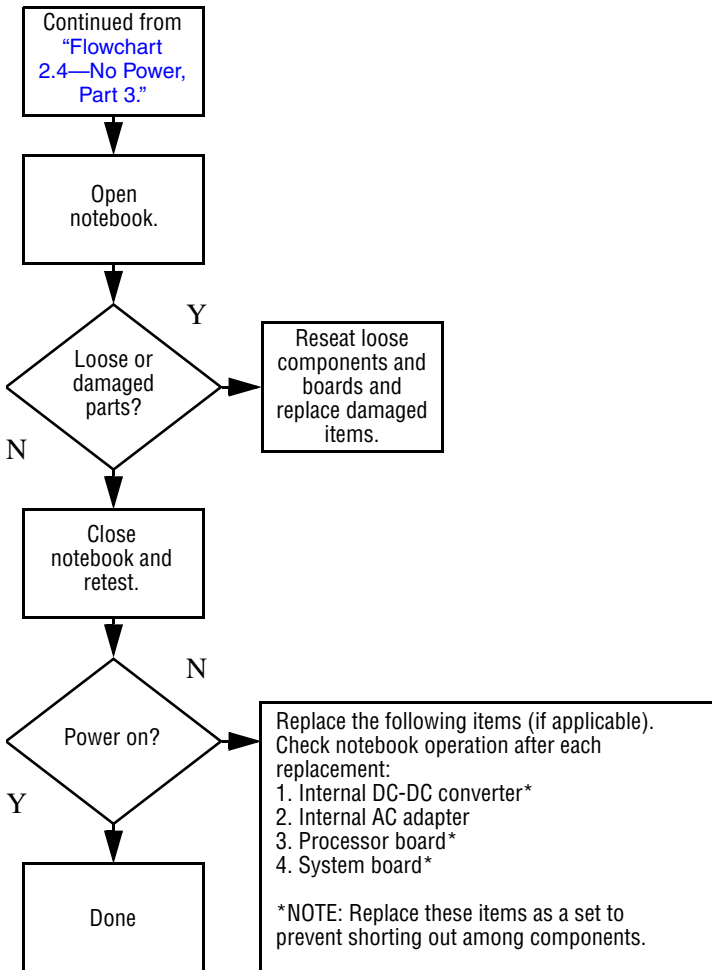 Continued from
“Flowchart
2.4—No Power,
Part 3.”
Open
notebook.
Y
Loose or
damaged
parts?
Reseat loose
components and
boards and
replace damaged
items.
N
Close
notebook and
retest.
N
Power on?
Replace the following items (if applicable).
Check notebook operation after each
replacement:
1. Internal DC-DC converter*
2. Internal AC adapter
3. Processor board*
4. System board*
*NOTE: Replace these items as a set to
prevent shorting out among components.
Y
Done